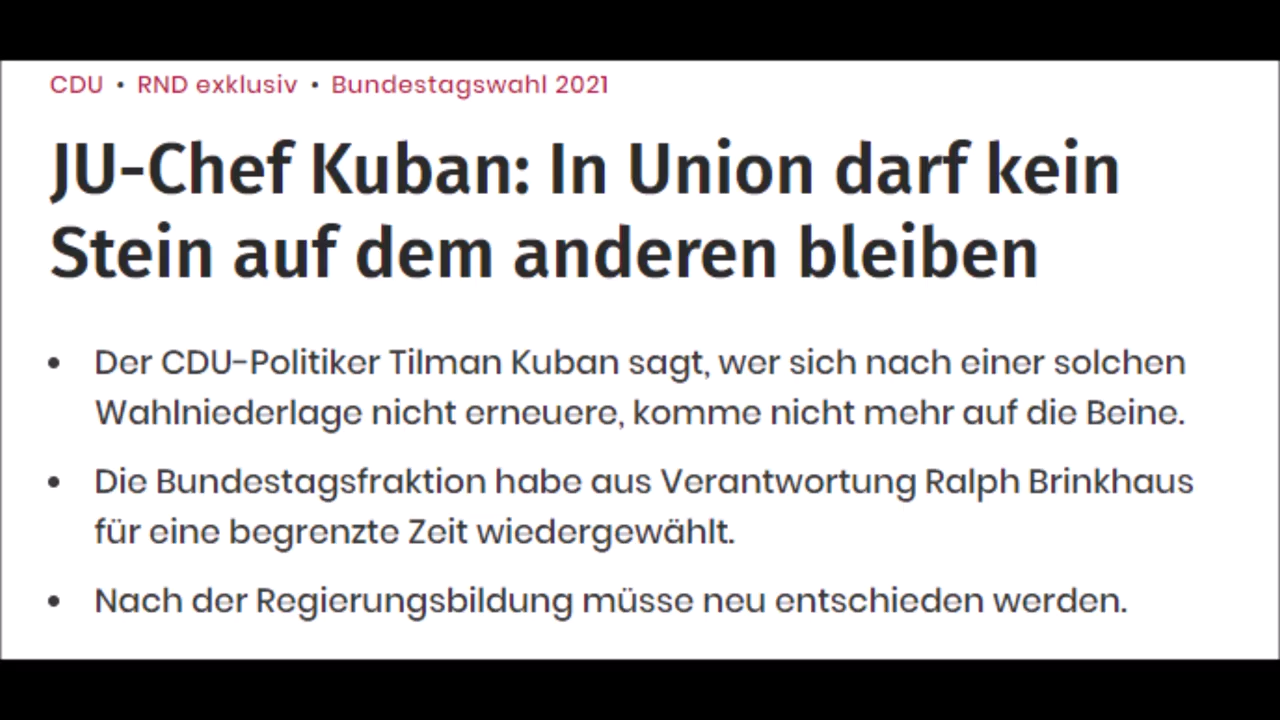 CDU • RND exklusiv • Bundestagswahl 2021
JU-Chef Kuban: In Union darf kein
Stein auf dem anderen bleiben
• Der CDU-Politiker Tilman Kuban sagt, wer sich nach einer solchen
Wahlniederlage nicht erneuere, komme nicht mehr auf die Beine.
• Die Bundestagsfraktion habe aus Verantwortung Ralph Brinkhaus
für eine begrenzte Zeit wiedergewählt.
• Nach der Regierungsbildung müsse neu entschieden werden.